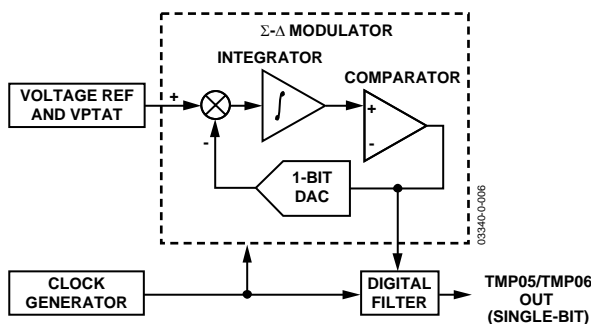 Σ-Δ MODULATOR
INTEGRATOR
COMPARATOR
VOLTAGE REF
AND VPTAT
+
-
∫
+
-
1-BIT
DAC
03340-0-006
CLOCK
GENERATOR
DIGITAL
FILTER
TMP05/TMP06
OUT
(SINGLE-BIT)